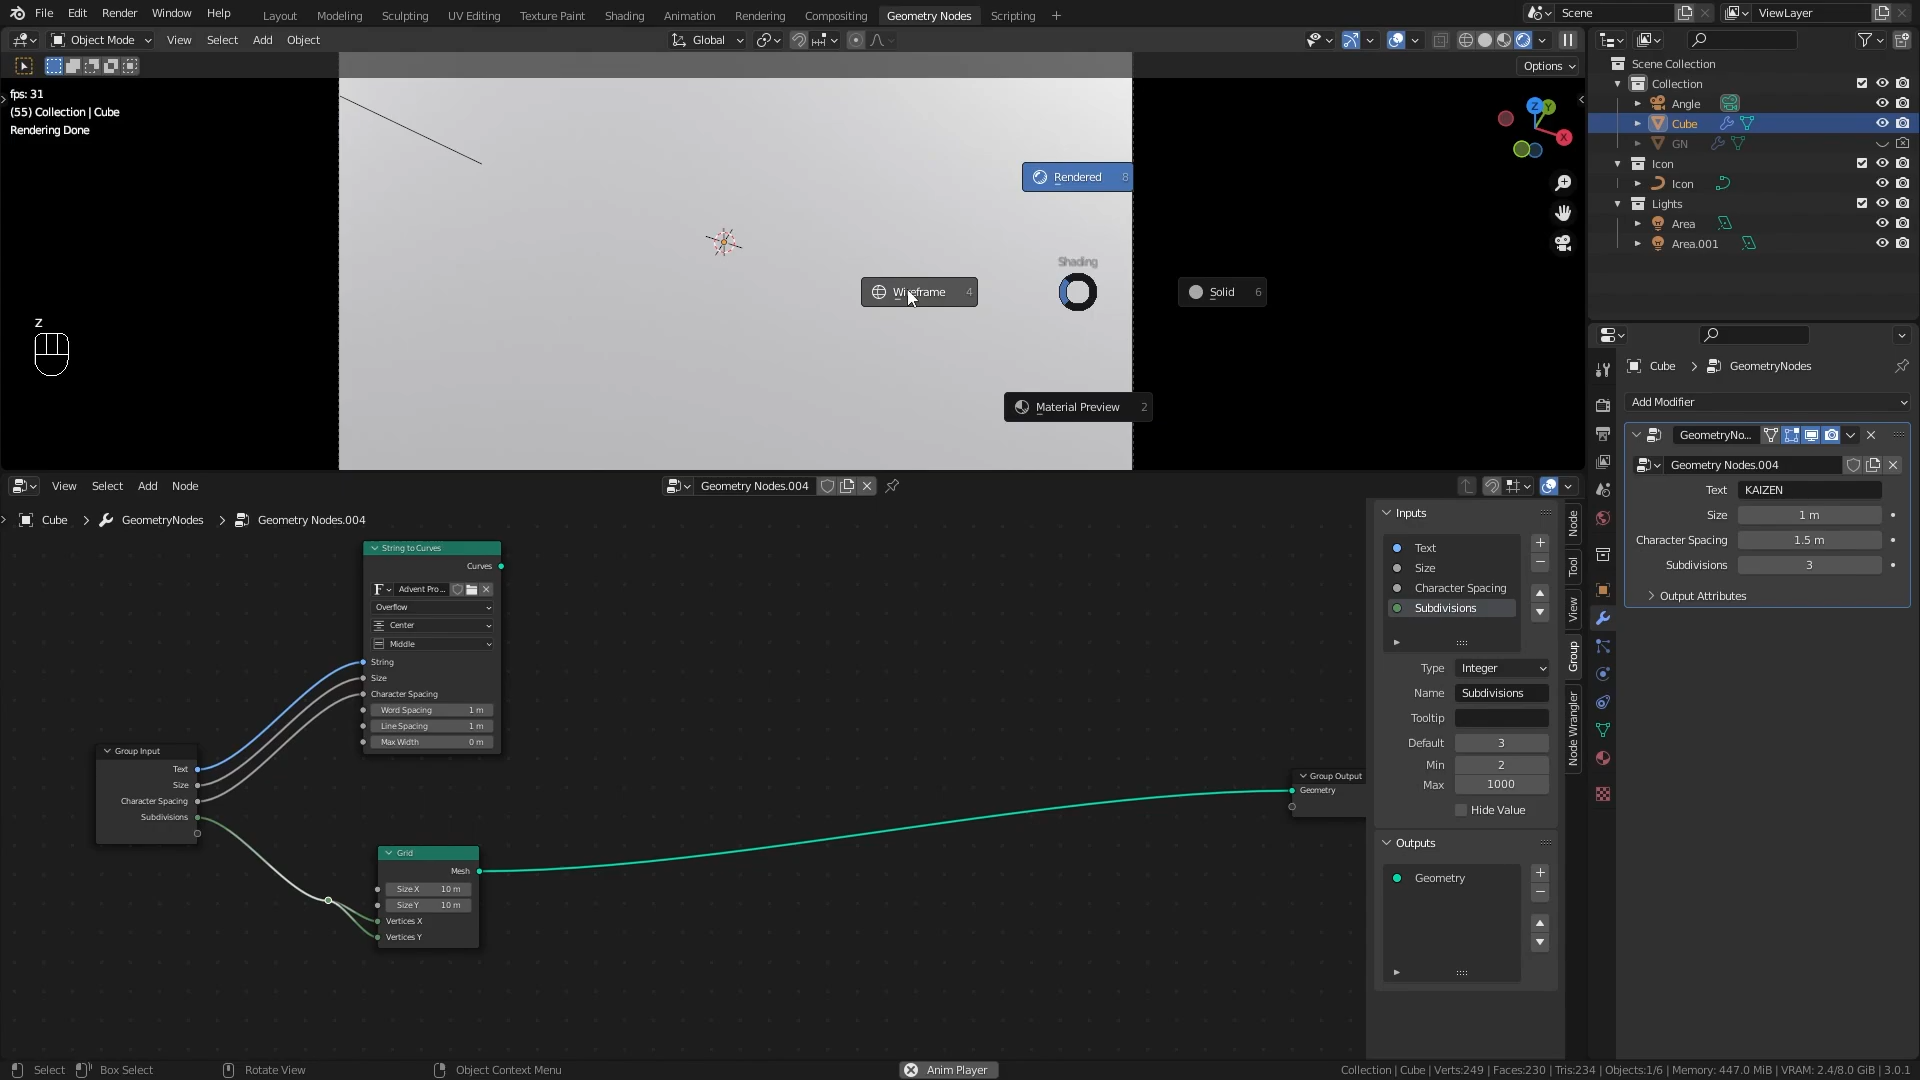 File Edit Render Window Help Layout Modeling Sculpting UV Editing Texture Paint Shading Animation Rendering Compositing Geometry Nodes Scripting + Scene ViewLayer
Object Mode View Select Add Object Global
Options
fps: 31
(55) Collection | Cube
Rendering Done
Z
Y
X
Rendered 8
Shading
Wireframe 4
Solid 6
Material Preview 2
z
Scene Collection
Collection
Angle
Cube
GN
Icon
Icon
Lights
Area
Area.001
Cube > GeometryNodes
Add Modifier
GeometryNo...
Geometry Nodes.004
Text KAIZEN
Size 1 m
Character Spacing 1.5 m
Subdivisions 3
Output Attributes
View Select Add Node Geometry Nodes.004
Cube > GeometryNodes > Geometry Nodes.004
String to Curves
Curves
F Advent Pro...
Overflow
Center
Middle
String
Size
Character Spacing
Word Spacing 1 m
Line Spacing 1 m
Max Width 0 m
Group Input
Text
Size
Character Spacing
Subdivisions
Grid
Mesh
Size X 10 m
Size Y 10 m
Vertices X
Vertices Y
Group Output
Geometry
Inputs
Text
Size
Character Spacing
Subdivisions
Type Integer
Name Subdivisions
Tooltip
Default 3
Min 2
Max 1000
Hide Value
Outputs
Geometry
Node
Tool
View
Group
Node Wrangler
Select Box Select Rotate View Object Context Menu Anim Player Collection | Cube | Verts:249 | Faces:230 | Tris:234 | Objects:1/6 | Memory: 447.0 MiB | VRAM: 2.4/8.0 GiB | 3.0.1